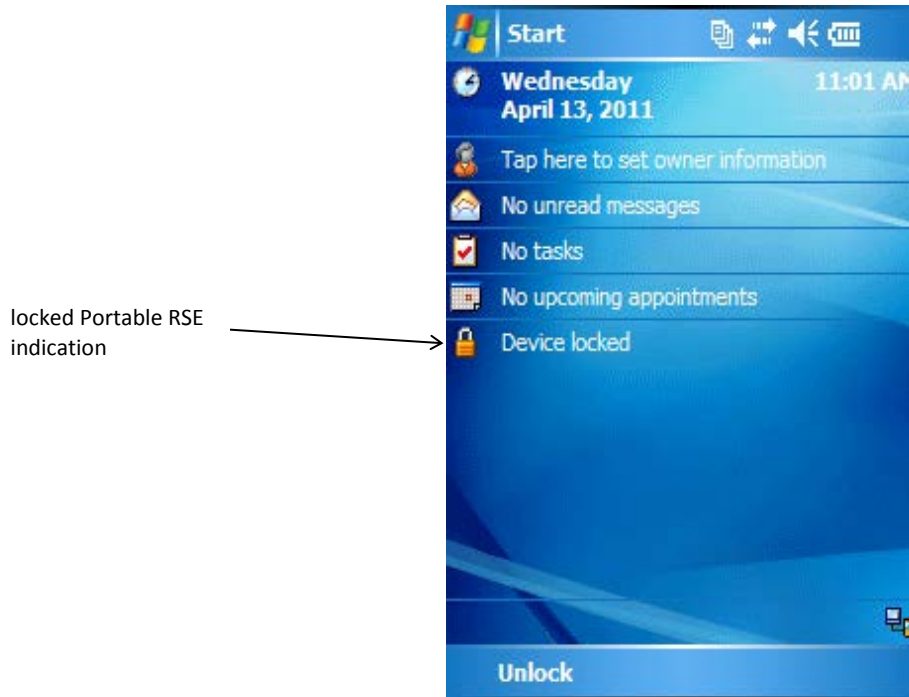 Start
Wednesday 11:01 AM
April 13, 2011
Tap here to set owner information
No unread messages
No tasks
No upcoming appointments
locked Portable RSE
indication
Device locked
Unlock